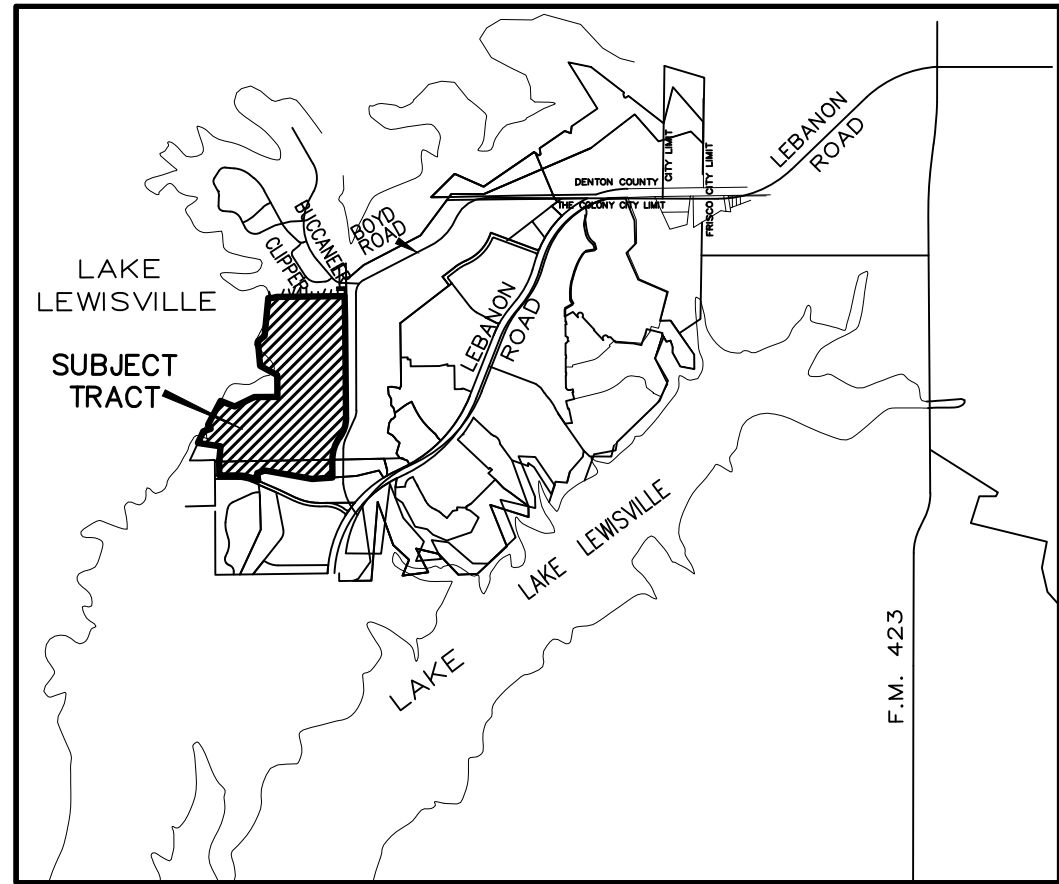 LEBANON
ROAD
CITY LIMIT
FRISCO CITY LIMIT
DENTON COUNTY
THE COLONY CITY LIMIT
BUCCANEER
CLIPPER
BOYD
ROAD
LAKE
LEWISVILLE
SUBJECT
TRACT
LEBANON
ROAD
LAKE LEWISVILLE
LAKE
F.M. 423